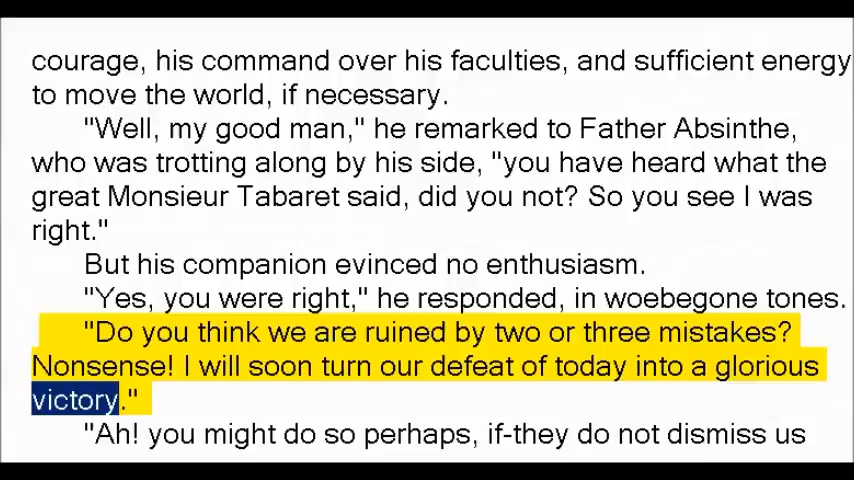 courage, his command over his faculties, and sufficient energy
to move the world, if necessary.
"Well, my good man," he remarked to Father Absinthe,
who was trotting along by his side, "you have heard what the
great Monsieur Tabaret said, did you not? So you see I was
right."
But his companion evinced no enthusiasm.
"Yes, you were right," he responded, in woebegone tones.
"Do you think we are ruined by two or three mistakes?
Nonsense! I will soon turn our defeat of today into a glorious
victory."
"Ah! you might do so perhaps, if-they do not dismiss us